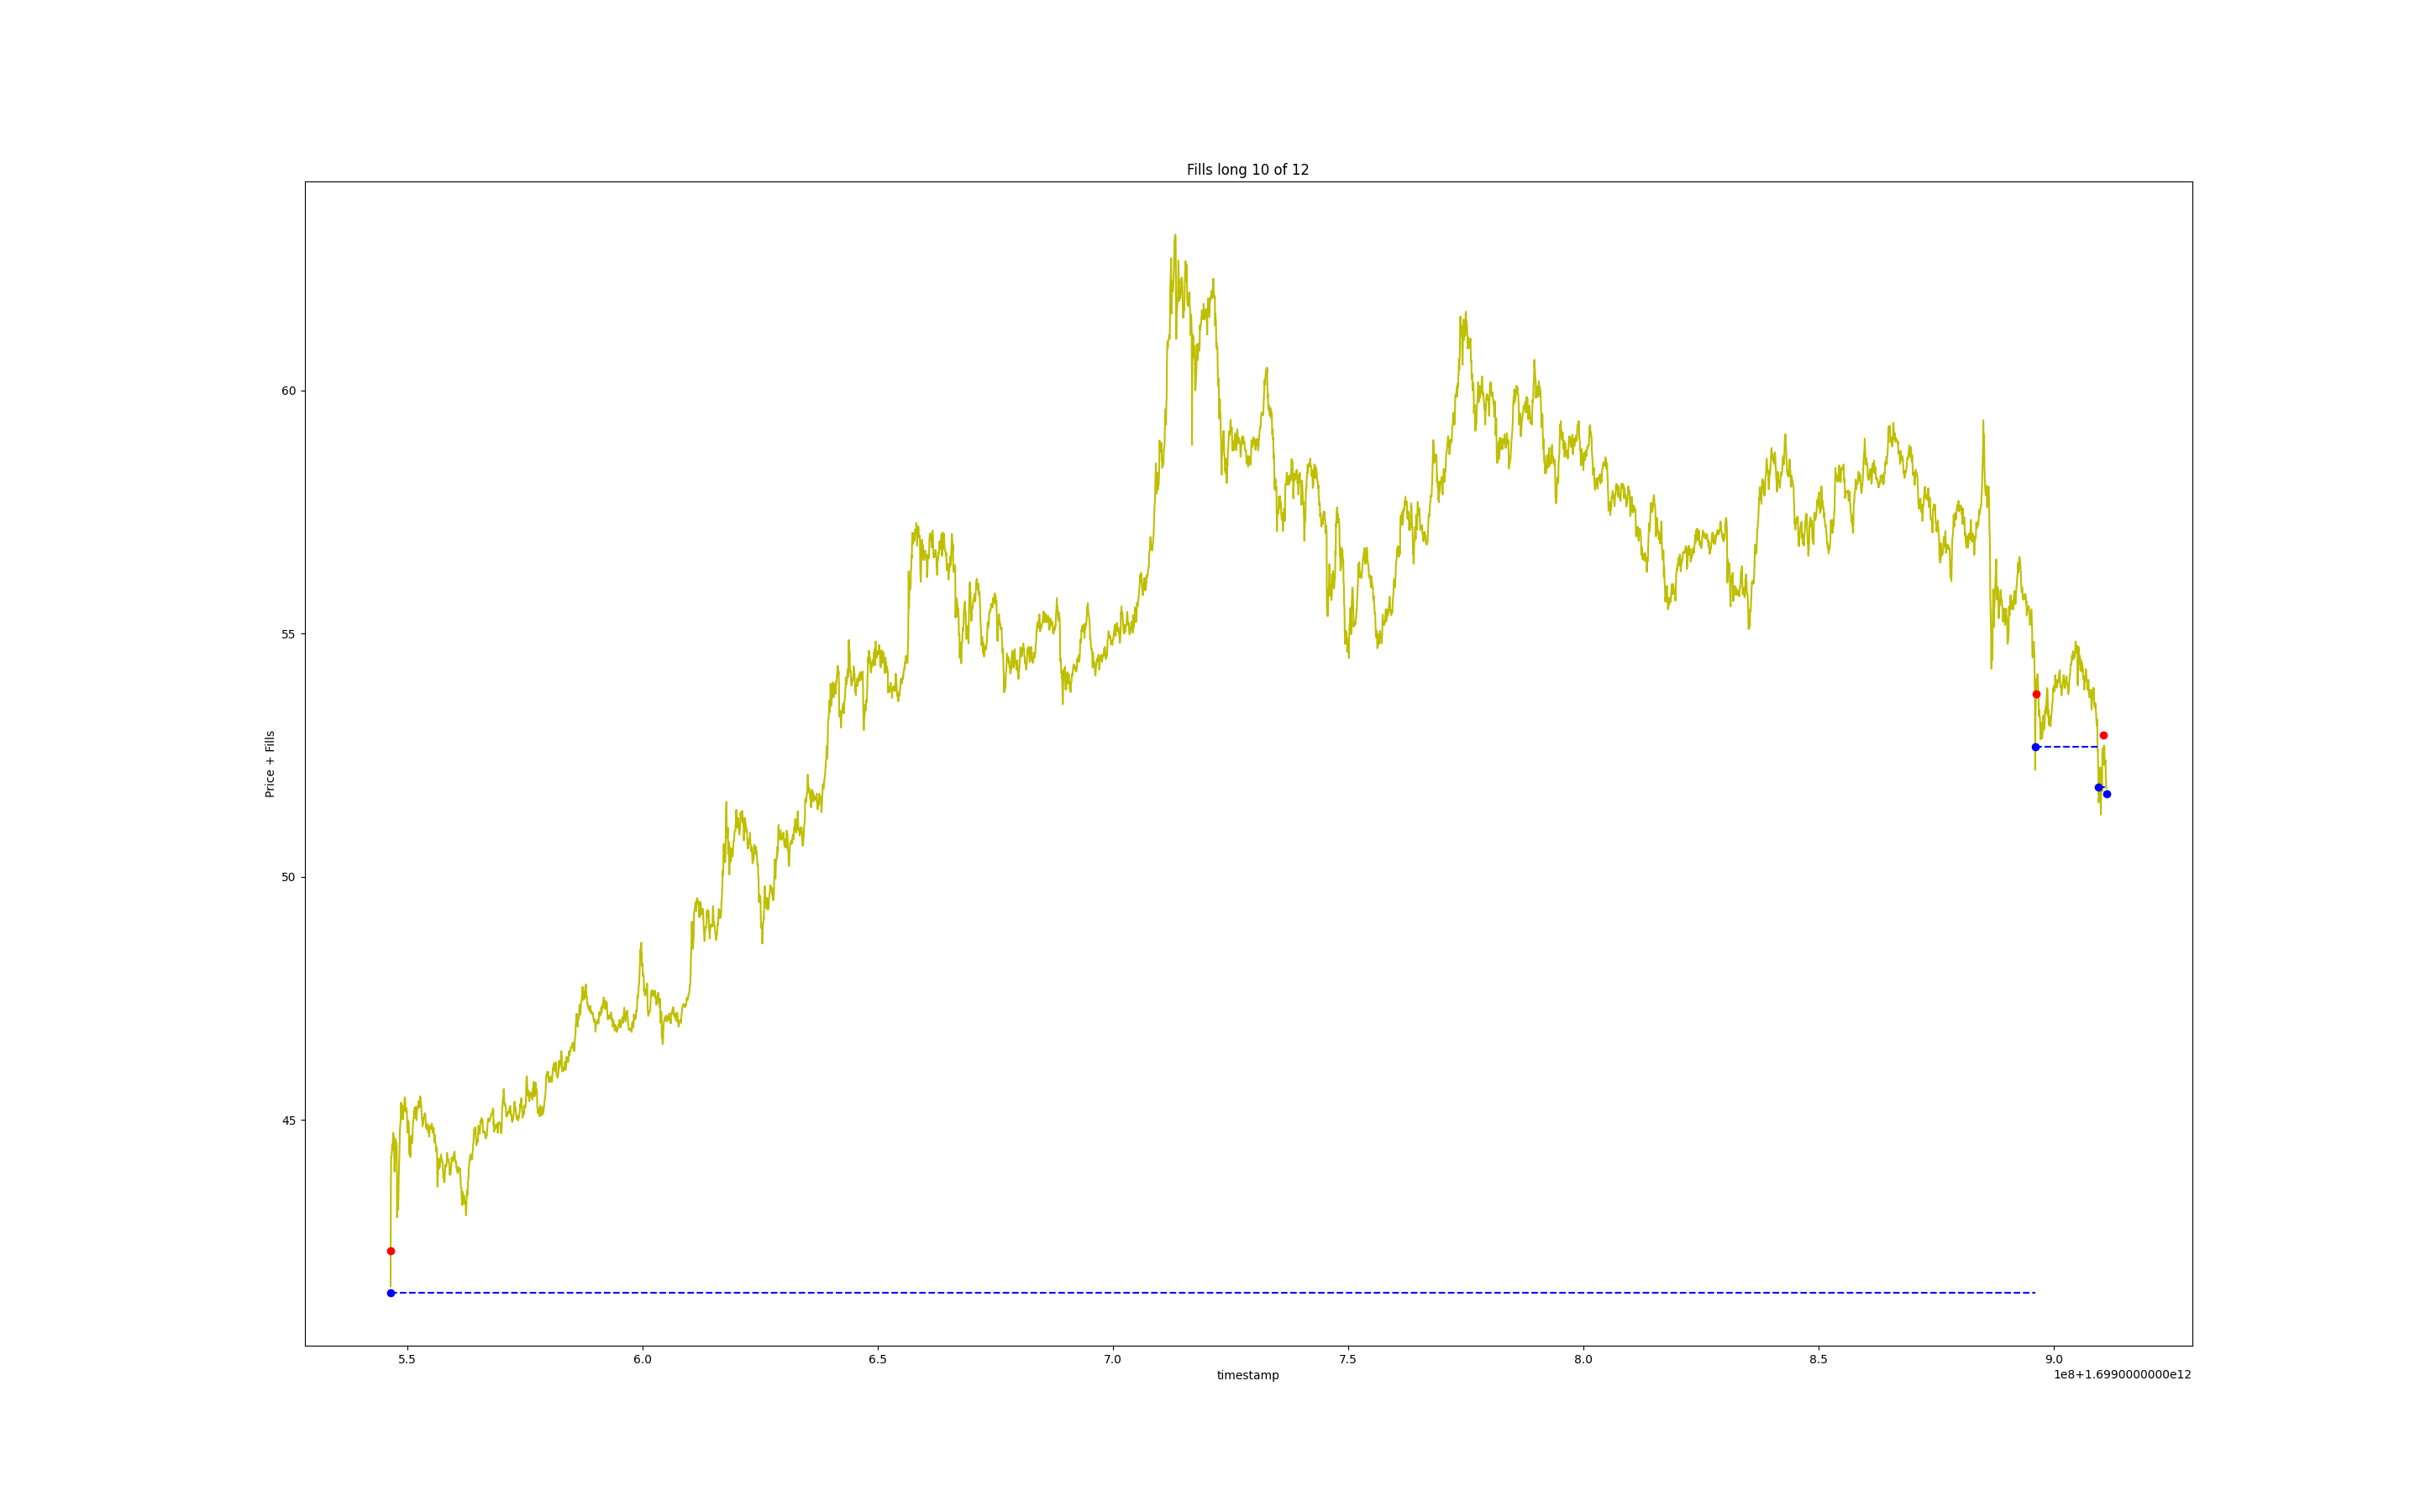 Fills long 10 of 12
Price + Fills
60
55
50
45
5.5 6.0 6.5 7.0 7.5 8.0 8.5 9.0
timestamp
1e8+1.6990000000e12